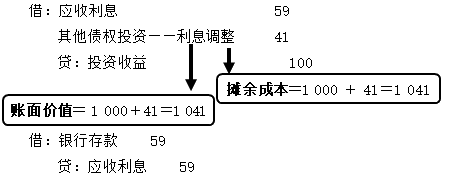 借：应收利息 59
其他债权投资——利息调整 41
贷：投资收益 100
摊余成本＝1 000 + 41＝1 041
账面价值＝1 000＋41＝1 041
借：银行存款 59
贷：应收利息 59